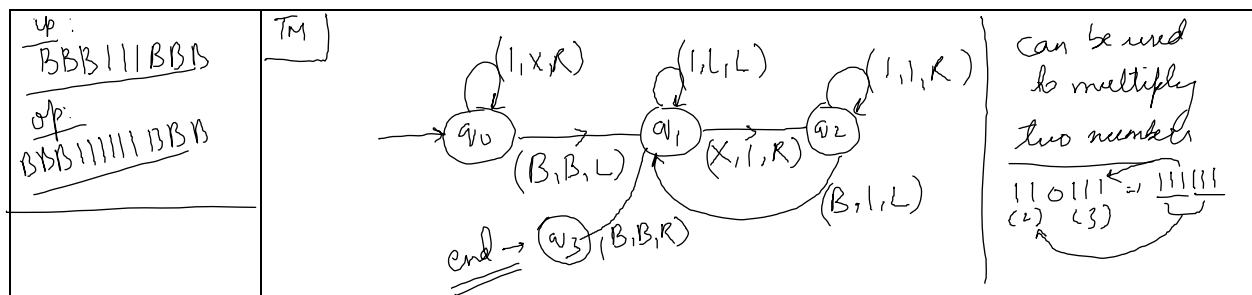 up:
BBB111BBB
op:
BBB111111BBB
TM
(1,X,R)
(1,1,L)
(1,1,R)
q0
q1
q2
(B,B,L)
(X,1,R)
(B,1,L)
end → q3
(B,B,R)
can be used
to multiply
two numbers
110111 = 111111
(2) (3)